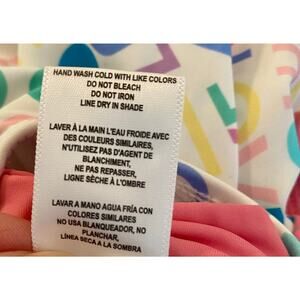 HAND WASH COLD WITH LIKE COLORS
DO NOT BLEACH
DO NOT IRON
LINE DRY IN SHADE
LAVER À LA MAIN L'EAU FROIDE AVEC
DES COULEURS SIMILAIRES,
N'UTILISEZ PAS D'AGENT DE
BLANCHIMENT,
NE PAS REPASSER,
LIGNE SÈCHE À L'OMBRE
LAVAR A MANO AGUA FRÍA CON
COLORES SIMILARES
NO USA BLANQUEADOR, NO
PLANCHAR,
LÍNEA SECA A LA SOMBRA